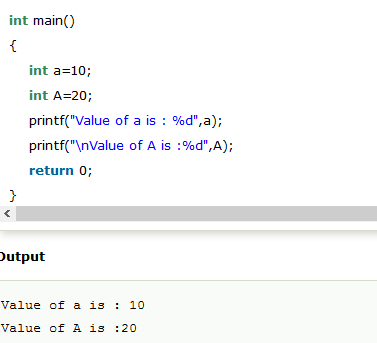 int main()
{
int a=10;
int A=20;
printf("Value of a is : %d",a);
printf("\nValue of A is :%d",A);
return 0;
}
Output
Value of a is : 10
Value of A is :20